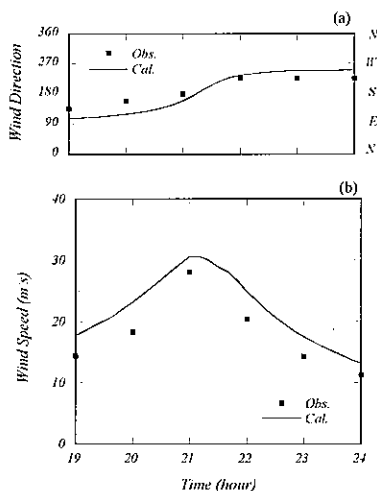 (a)
360
270
180
90
0
Wind Direction
Obs.
Cal.
N
W
S
E
N
(b)
40
30
20
10
0
Wind Speed (m/s)
Obs.
Cal.
19 20 21 22 23 24
Time (hour)